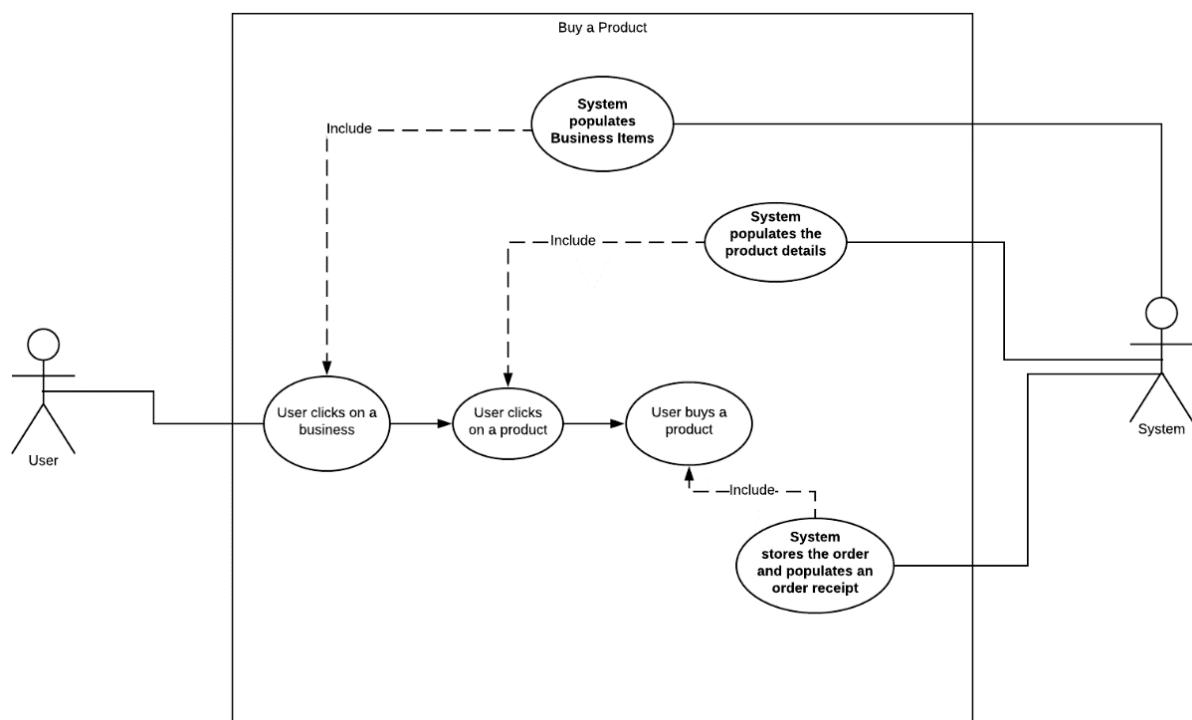 Buy a Product
System
populates
Business Items
Include
System
populates the
product details
Include
User clicks on a
business
User clicks
on a product
User buys a
product
User
System
Include
System
stores the order
and populates an
order receipt